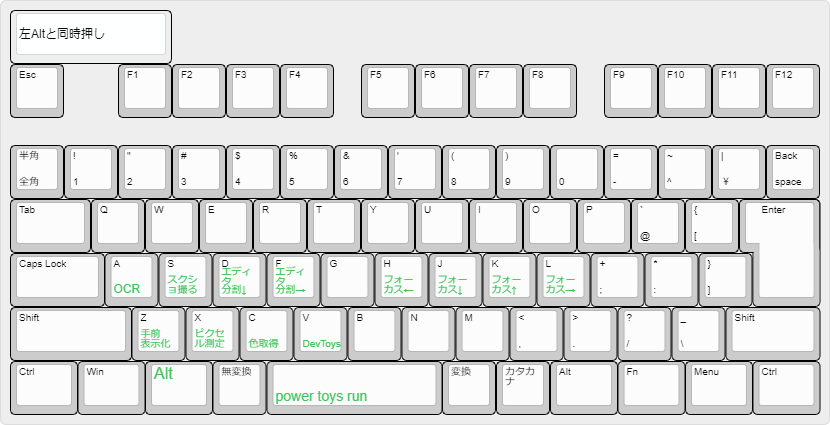 左Altと同時押し
Esc F1 F2 F3 F4 F5 F6 F7 F8 F9 F10 F11 F12
半角 ! " # $ % & ' ( ) = ~ | Back
全角 1 2 3 4 5 6 7 8 9 0 - ^ ¥ space
Tab Q W E R T Y U I O P ` { Enter
@ [
Caps Lock A S D F G H J K L + * }
OCR
スクシ
ョ撮る
エディ
タ
分割↓
エディ
タ
分割→
フォー
カス←
フォー
カス↓
フォー
カス↑
フォー
カス→
; : ]
Shift Z X C V B N M < > ? _ Shift
手前
表示化
ピクセ
ル測定
色取得
DevToys
, . / \
Ctrl Win Alt 無変換 変換 カタカ
ナ
Alt Fn Menu Ctrl
power toys run